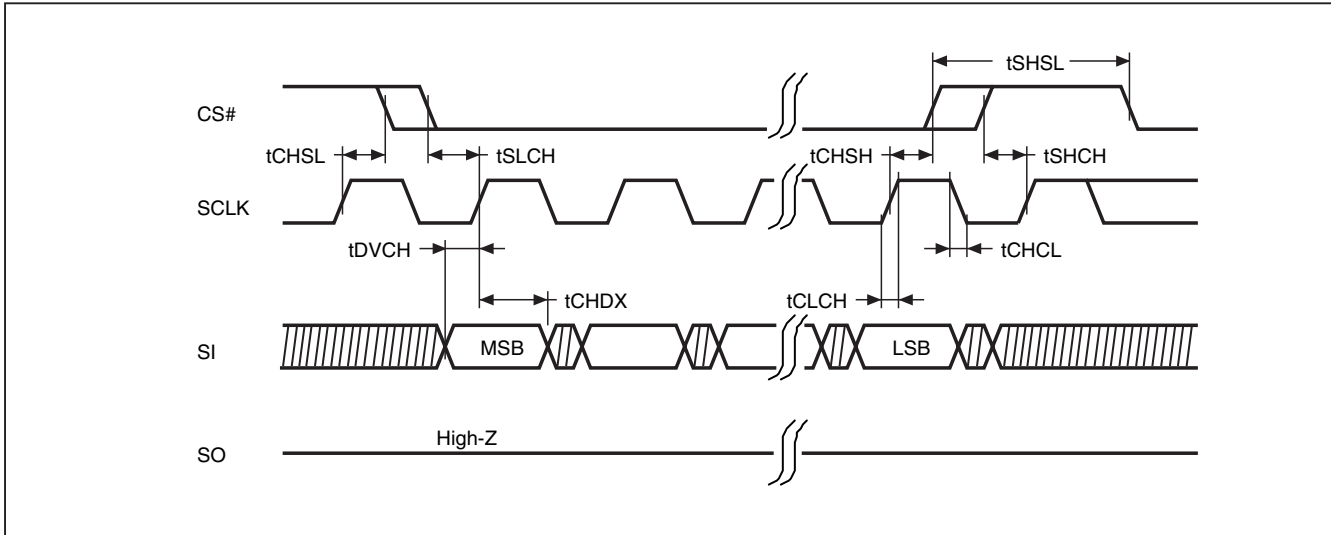 tSHSL
CS#
tCHSL
tSLCH
tCHSH
tSHCH
SCLK
tDVCH
tCHCL
tCHDX
tCLCH
SI
MSB
LSB
High-Z
SO